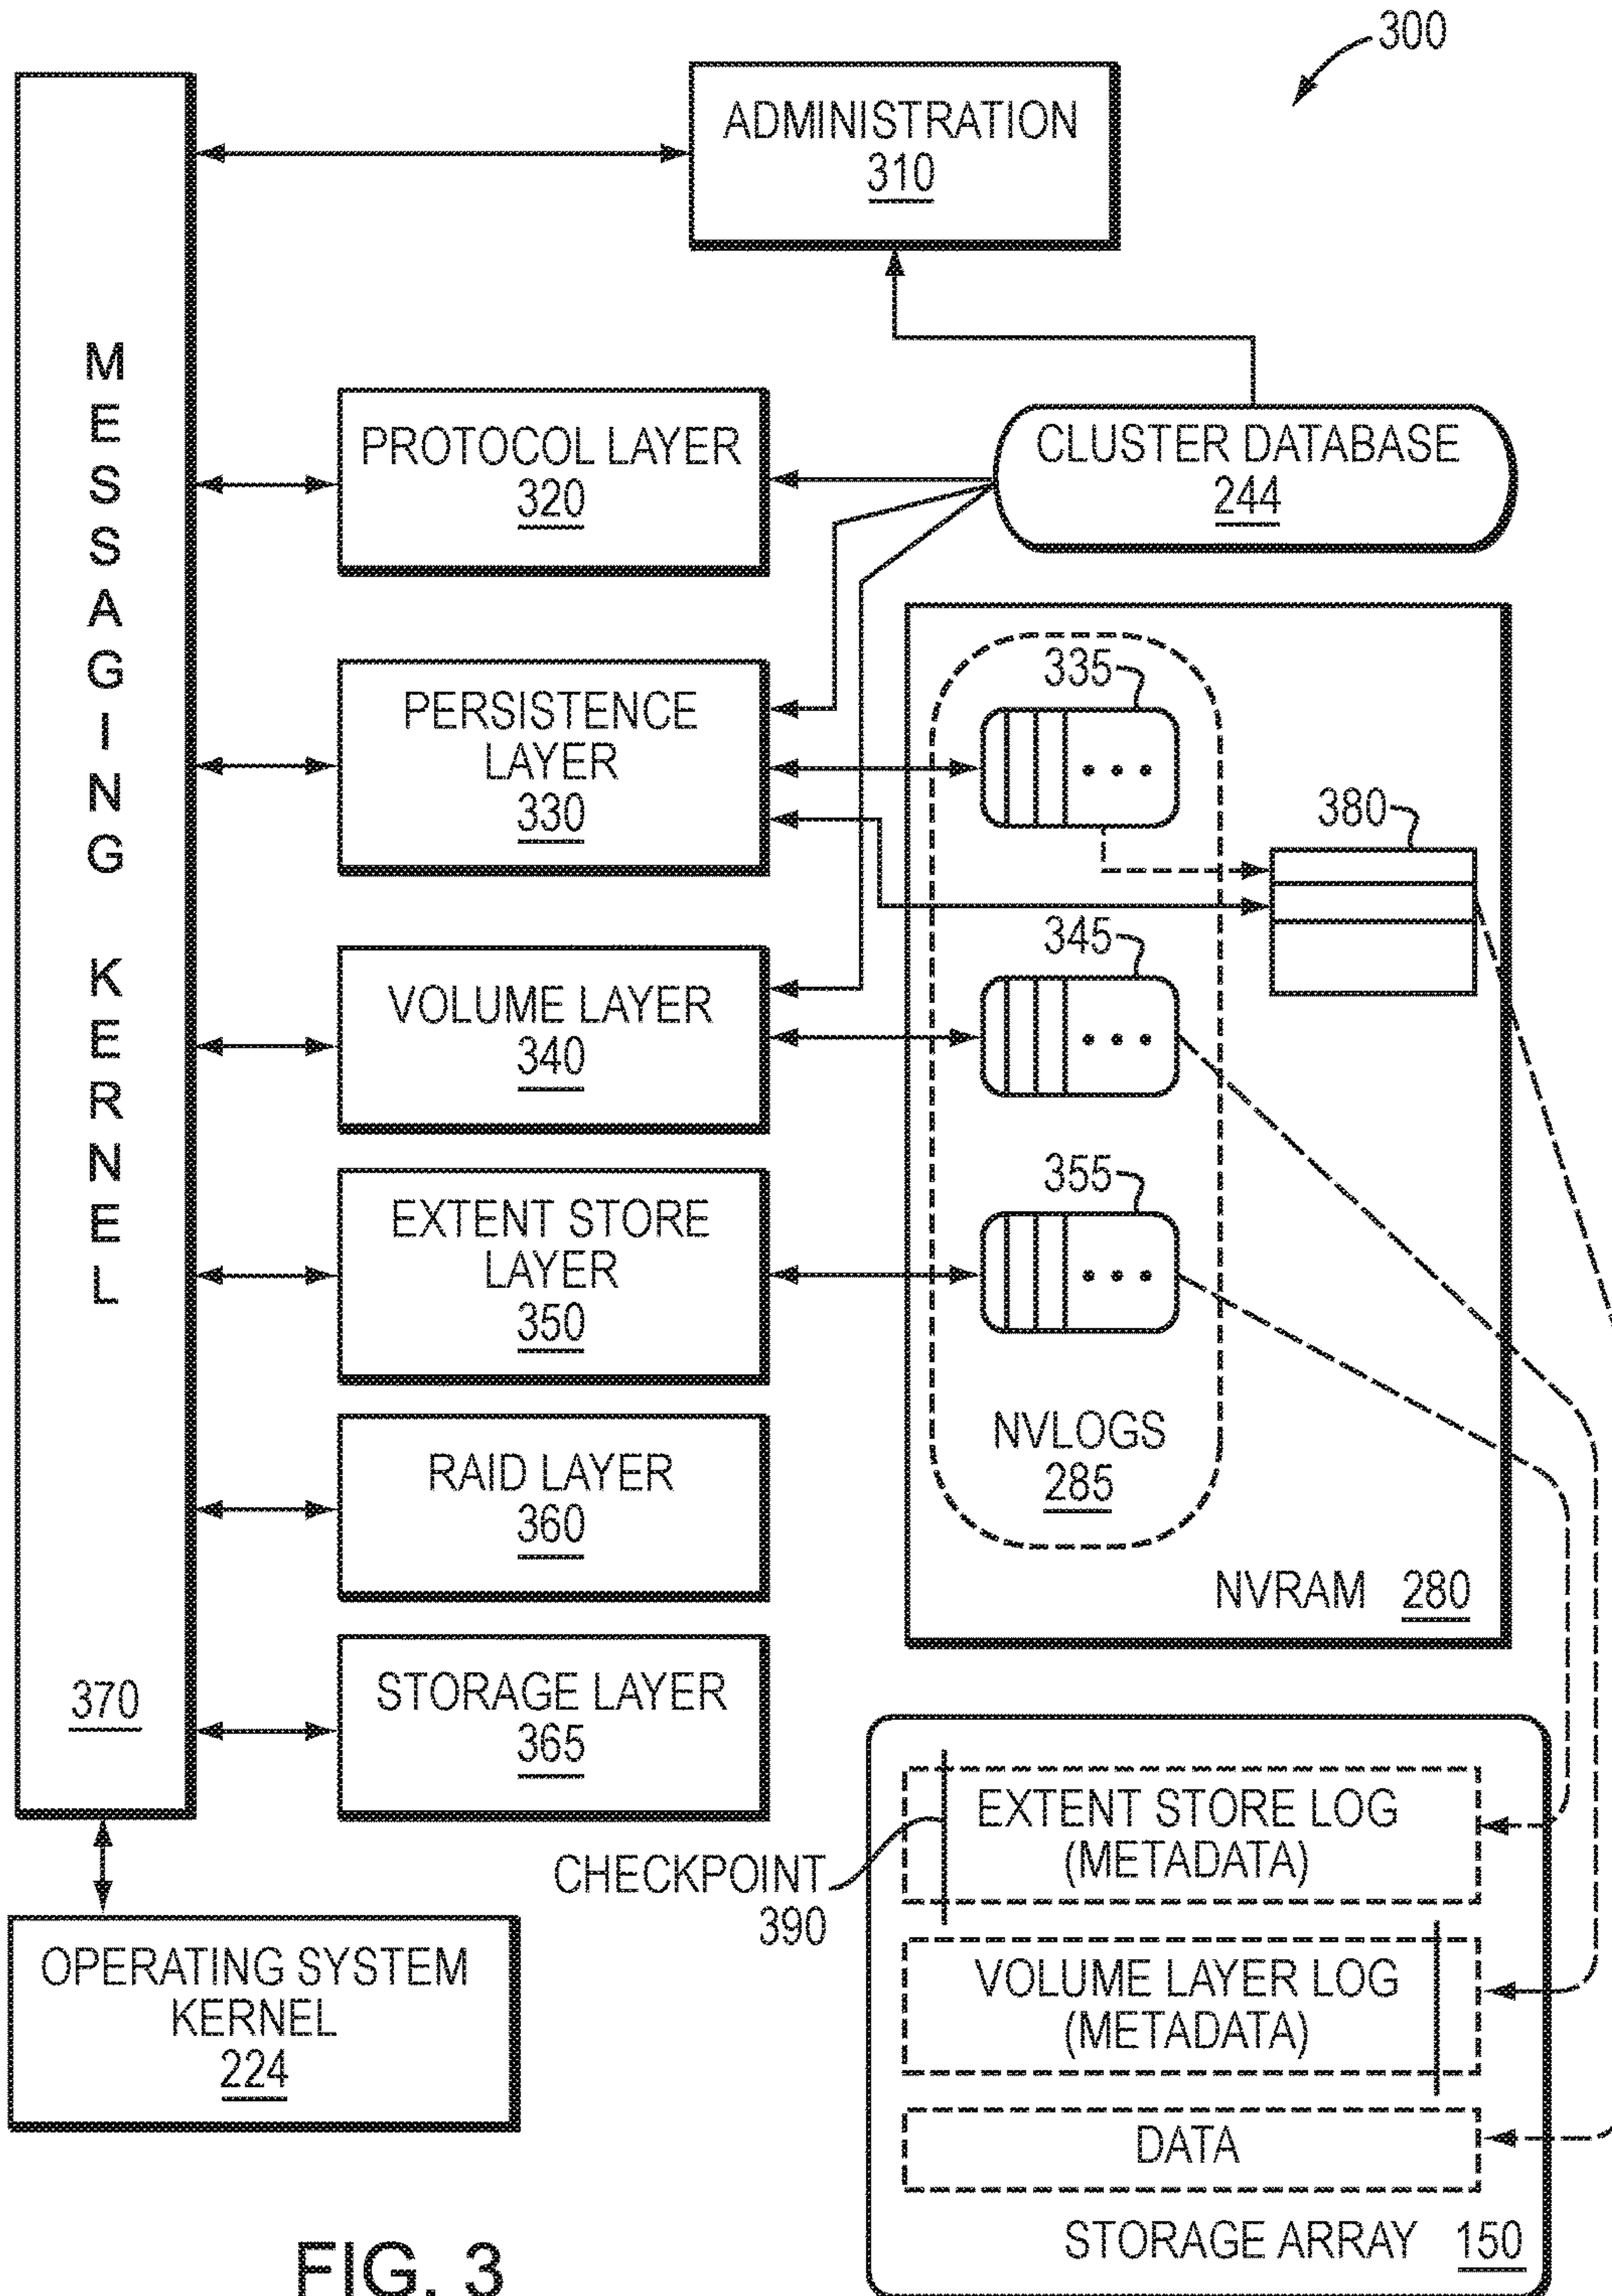 300
ADMINISTRATION
310
MESSAGING KERNEL
370
PROTOCOL LAYER
320
CLUSTER DATABASE
244
PERSISTENCE
LAYER
330
335
380
VOLUME LAYER
340
345
EXTENT STORE
LAYER
350
355
NVLOGS
285
NVRAM 280
RAID LAYER
360
STORAGE LAYER
365
OPERATING SYSTEM
KERNEL
224
CHECKPOINT
390
EXTENT STORE LOG
(METADATA)
VOLUME LAYER LOG
(METADATA)
DATA
STORAGE ARRAY 150
FIG. 3